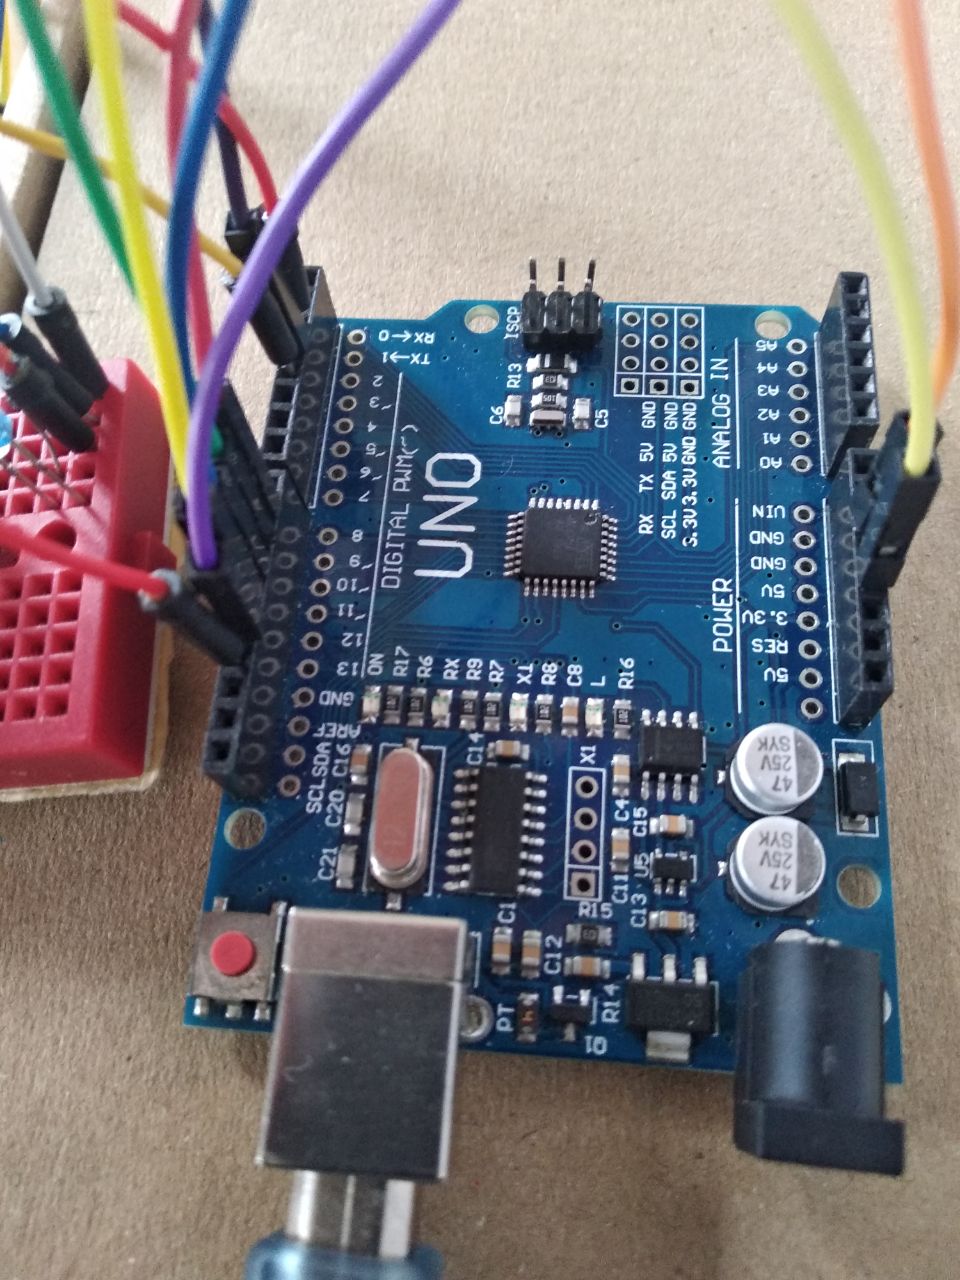 ISCP
RX←0
TX→1
2
3
4
5
6
7
8
9
10
11
12
13
GND
AREF
SDA
SCL
DIGITAL PWM(~)
UNO
R13
C6
C5
RX TX 5V GND
SCL SDA 5V GND
3.3V 3.3V GND GND
ANALOG IN
A5
A4
A3
A2
A1
A0
POWER
VIN
GND
GND
5V
3.3V
RES
5V
ON
R17
R6
RX
R9
R7
TX
R8
C8
L
R16
C16
C20
C21
C14
X1
C4
C15
C11
U5
C13
R15
C12
C1
PT
Q1
R14
47
25V
SYK
47
25V
SYK